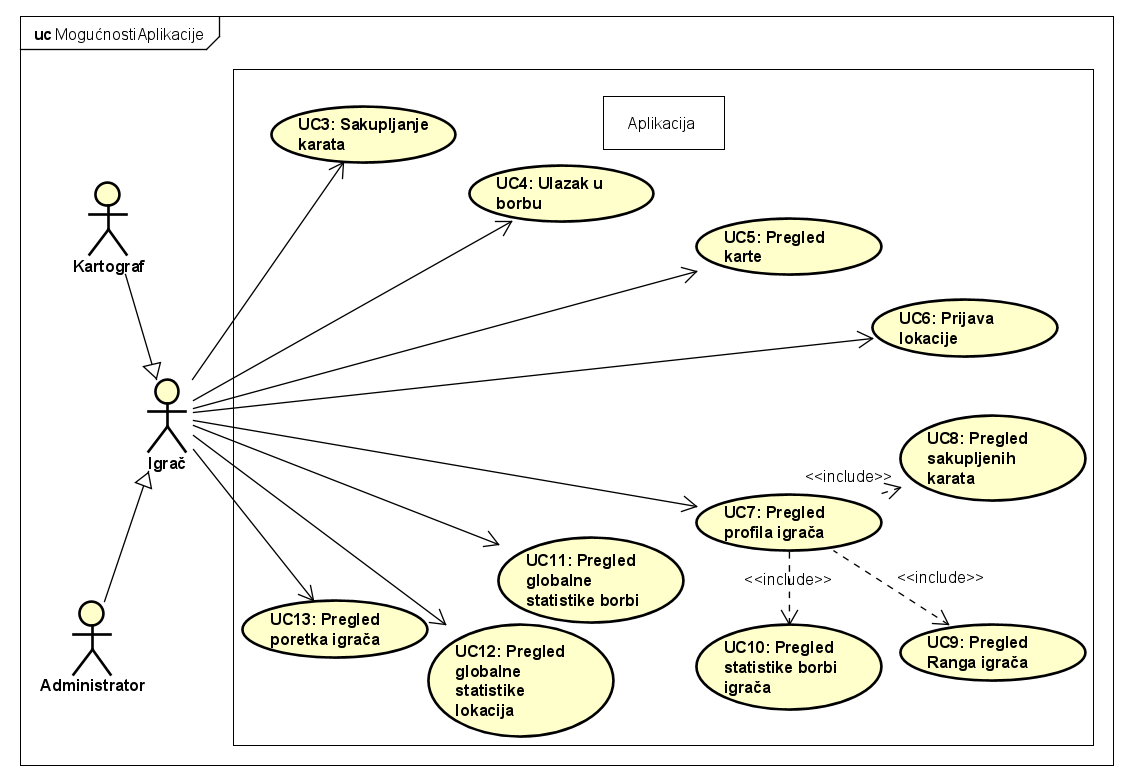 uc MogućnostiAplikacije
Aplikacija
UC3: Sakupljanje
karata
UC4: Ulazak u
borbu
UC5: Pregled
karte
Kartograf
UC6: Prijava
lokacije
Igrač
UC8: Pregled
sakupljenih
karata
<<include>>
UC7: Pregled
profila igrača
UC11: Pregled
globalne
statistike borbi
<<include>>
<<include>>
UC13: Pregled
poretka igrača
UC12: Pregled
globalne
statistike
lokacija
UC10: Pregled
statistike borbi
igrača
UC9: Pregled
Ranga igrača
Administrator